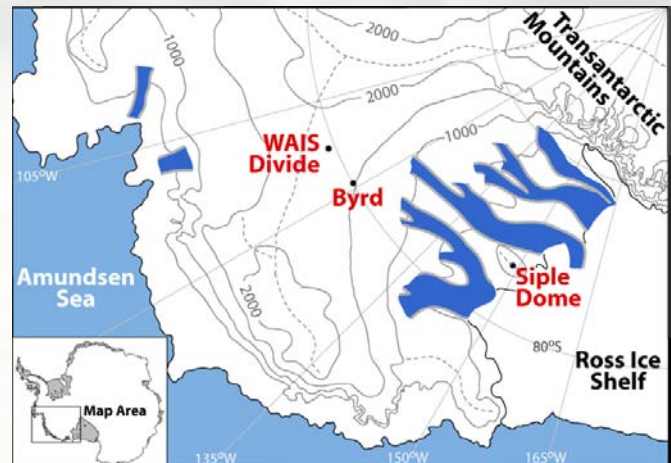 2000
1000
Transantarctic
Mountains
2000
WAIS
Divide
1000
105°W
Byrd
Amundsen
Sea
2000
Siple
Dome
80°S
Ross Ice
Shelf
Map Area
135°W
150°W
165°W